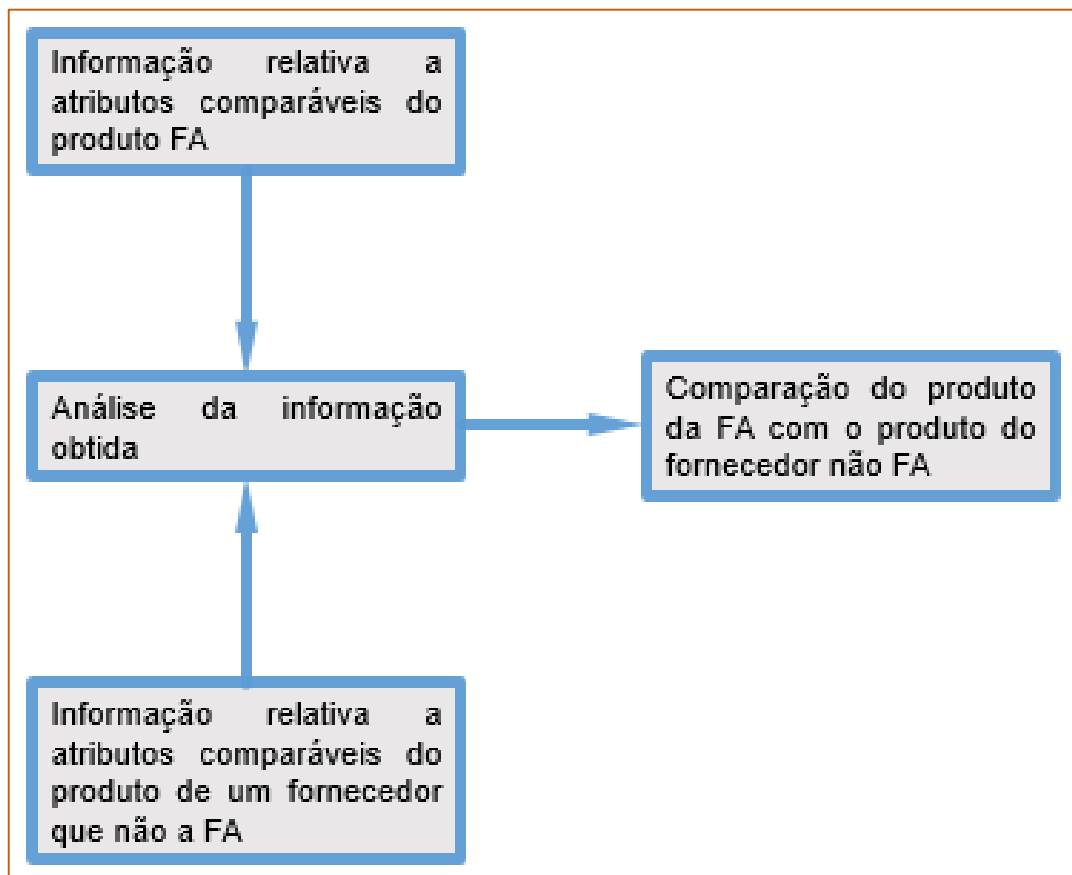 Informação relativa a
atributos comparáveis do
produto FA
Análise da informação
obtida
Comparação do produto
da FA com o produto do
fornecedor não FA
Informação relativa a
atributos comparáveis do
produto de um fornecedor
que não a FA